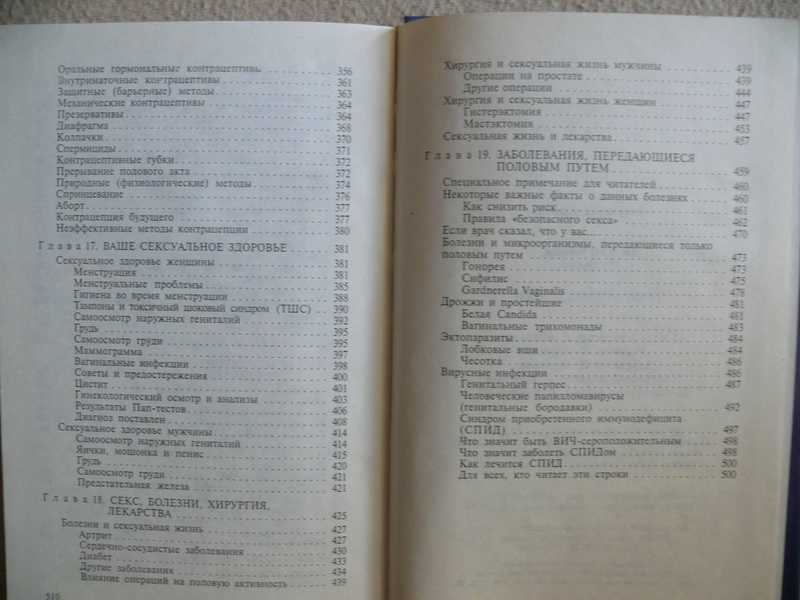 Оральные гормональные контрацептивы 356
Внутриматочные контрацептивы 361
Защитные (барьерные) методы 363
Механические контрацептивы 364
Презервативы 364
Диафрагма 368
Колпачки 370
Спермициды 371
Контрацептивные губки 372
Прерывание полового акта 372
Природные (физиологические) методы 374
Спринцевание 376
Аборт 377
Контрацепция будущего 377
Неэффективные методы контрацепции 380
Глава 17. ВАШЕ СЕКСУАЛЬНОЕ ЗДОРОВЬЕ 381
Сексуальное здоровье женщины 381
Менструация 381
Менструальные проблемы 385
Гигиена во время менструации 388
Тампоны и токсичный шоковый синдром (ТШС) 390
Самоосмотр наружных гениталий 392
Грудь 395
Самоосмотр груди 395
Маммограмма 397
Вагинальные инфекции 398
Советы и предостережения 400
Цистит 401
Гинекологический осмотр и анализы 403
Результаты Пап-тестов 406
Диагноз поставлен 408
Сексуальное здоровье мужчины 414
Самоосмотр наружных гениталий 414
Яички, мошонка и пенис 415
Грудь 420
Самоосмотр груди 421
Предстательная железа 421
Глава 18. СЕКС, БОЛЕЗНИ, ХИРУРГИЯ,
ЛЕКАРСТВА 425
Болезни и сексуальная жизнь 427
Артрит 427
Сердечно-сосудистые заболевания 430
Диабет 433
Другие заболевания 434
Влияние операций на половую активность 439
510
Хирургия и сексуальная жизнь мужчины 439
Операции на простате 439
Другие операции 444
Хирургия и сексуальная жизнь женщин 447
Гистерэктомия 447
Мастэктомия 453
Сексуальная жизнь и лекарства 457
Глава 19. ЗАБОЛЕВАНИЯ, ПЕРЕДАЮЩИЕСЯ
ПОЛОВЫМ ПУТЕМ 459
Специальное примечание для читателей 460
Некоторые важные факты о данных болезнях 460
Как снизить риск 461
Правила «безопасного секса» 462
Если врач сказал, что у вас 470
Болезни и микроорганизмы, передающиеся только
половым путем 473
Гонорея 473
Сифилис 475
Gardnerella Vaginalis 478
Дрожжи и простейшие 481
Белая Candida 481
Вагинальные трихомонады 483
Эктопаразиты 484
Лобковые вши 484
Чесотка 486
Вирусные инфекции 486
Генитальный герпес 487
Человеческие папилломавирусы
(генитальные бородавки) 492
Синдром приобретенного иммунодефицита
(СПИД) 497
Что значит быть ВИЧ-сероположительным 498
Что значит заболеть СПИДом 498
Как лечится СПИД 500
Для всех, кто читает эти строки 500